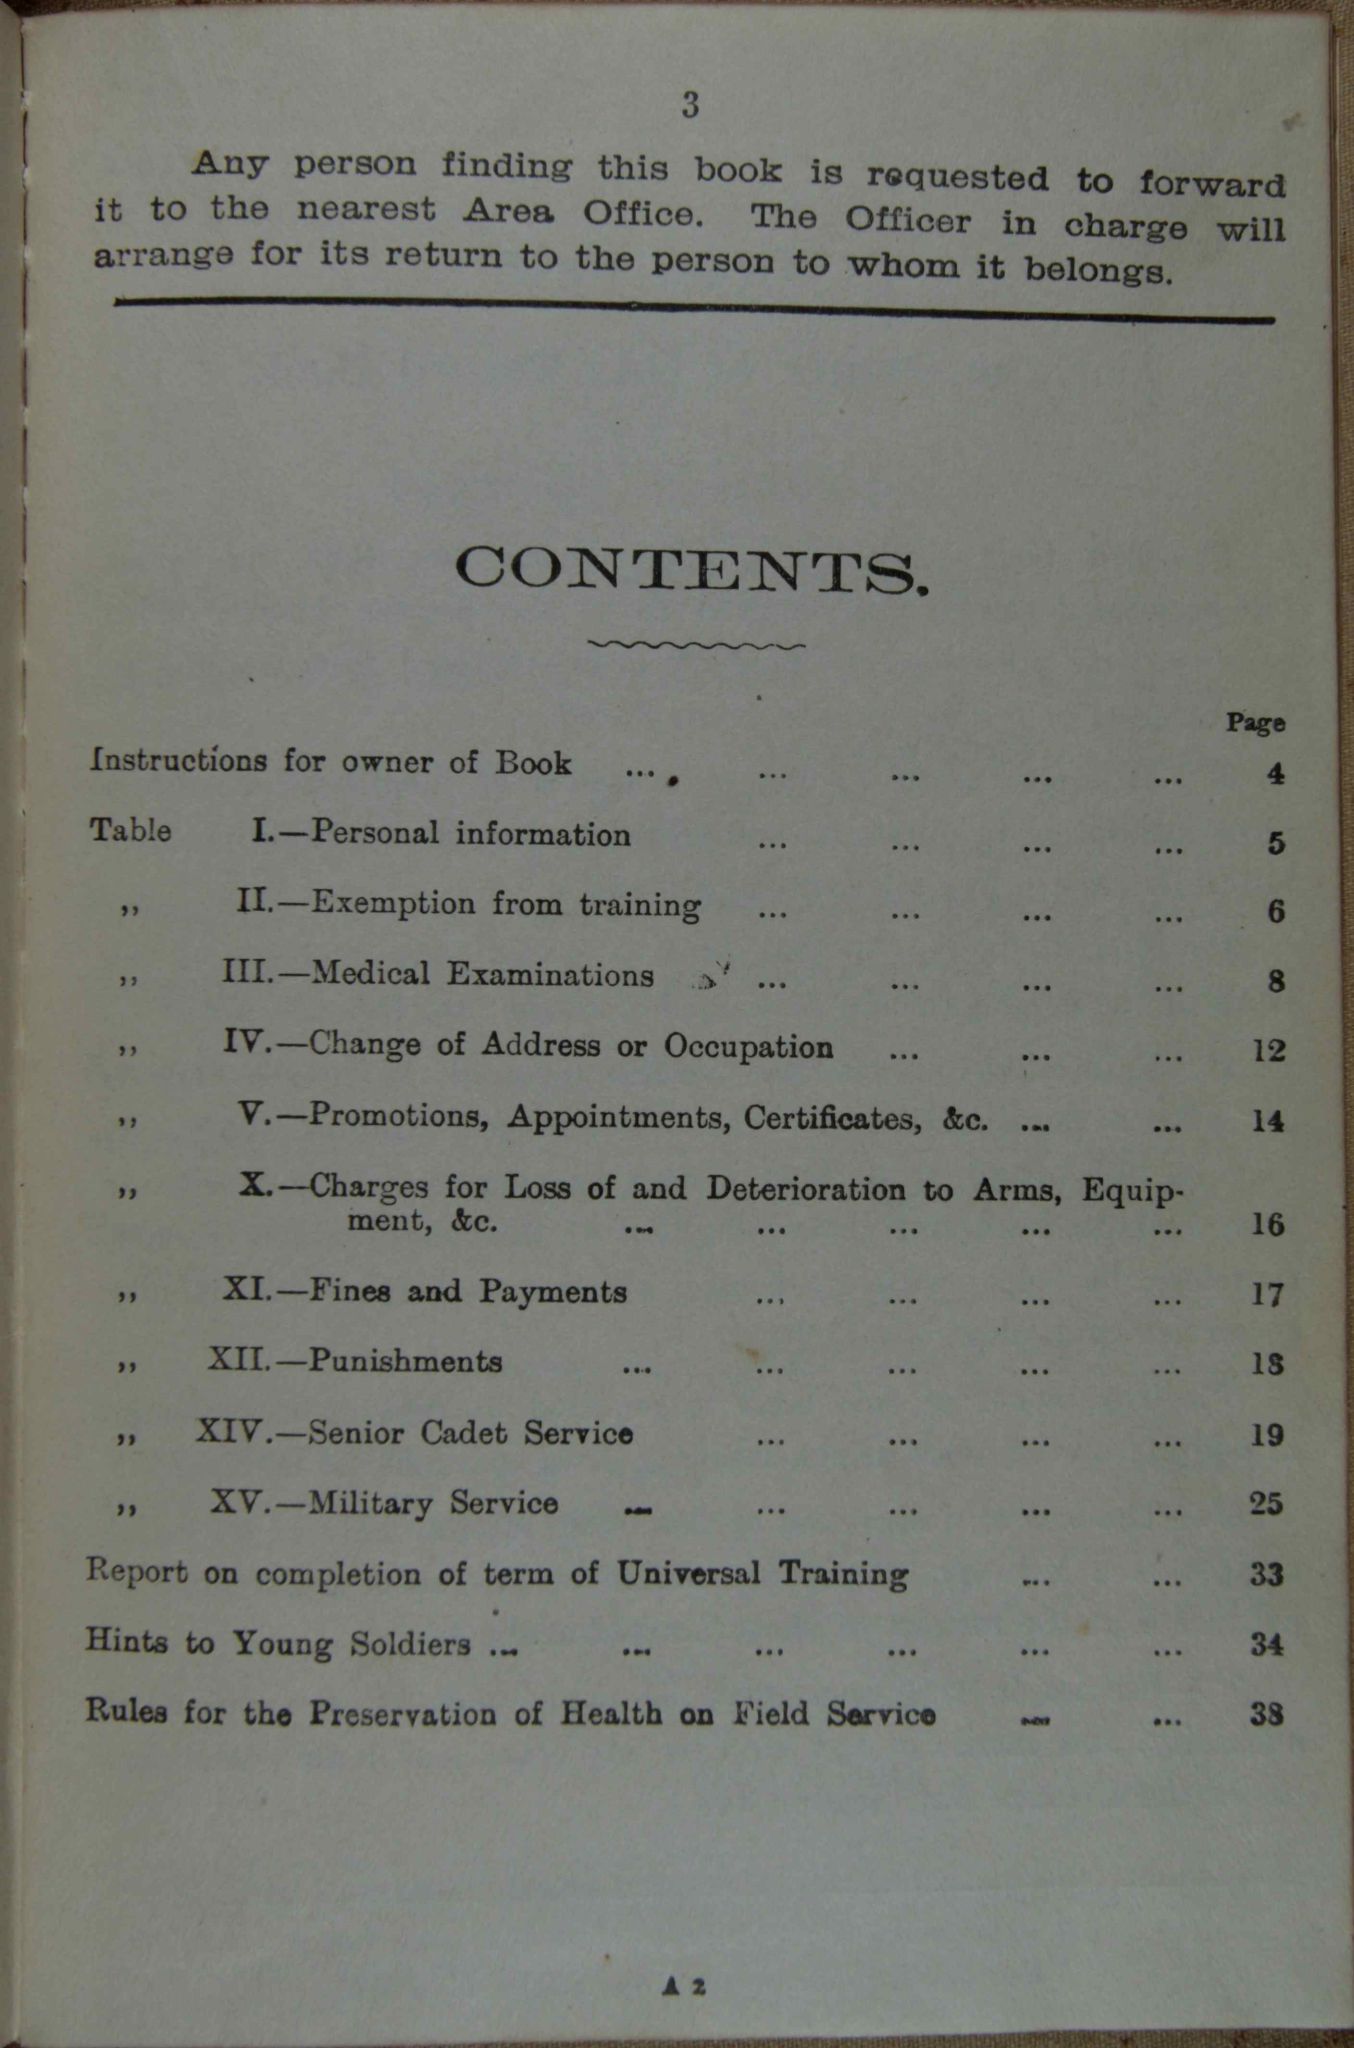 3
Any person finding this book is requested to forward
it to the nearest Area Office. The Officer in charge will
arrange for its return to the person to whom it belongs.
CONTENTS.
Page
Instructions for owner of Book ... ... ... ... ... 4
Table I.—Personal information ... ... ... ... 5
„ II.—Exemption from training ... ... ... ... 6
„ III.—Medical Examinations ... ... ... ... 8
„ IV.—Change of Address or Occupation ... ... ... 12
„ V.—Promotions, Appointments, Certificates, &c. ... ... 14
„ X.—Charges for Loss of and Deterioration to Arms, Equip-
ment, &c. ... ... ... ... ... 16
„ XI.—Fines and Payments ... ... ... ... 17
„ XII.—Punishments ... ... ... ... ... 18
„ XIV.—Senior Cadet Service ... ... ... ... 19
„ XV.—Military Service ... ... ... ... ... 25
Report on completion of term of Universal Training ... ... 33
Hints to Young Soldiers ... ... ... ... ... ... 34
Rules for the Preservation of Health on Field Service ... ... 38
A 2